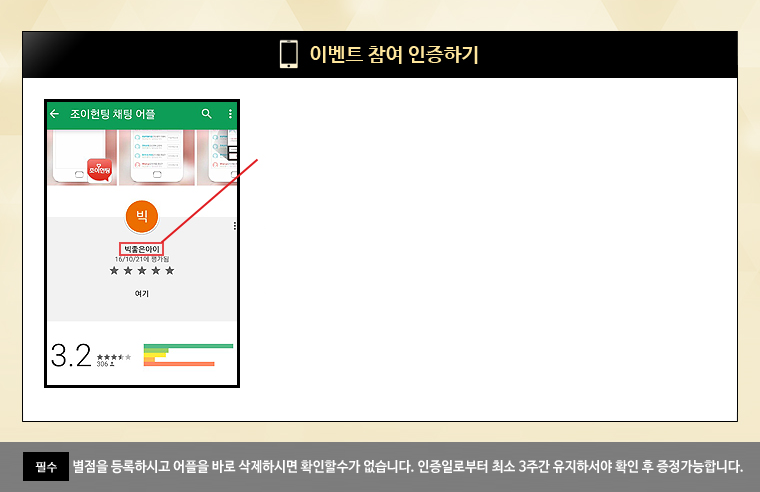 이벤트 참여 인증하기
조이헌팅 채팅 어플
조이헌팅
빅
빅좋은아이
16/10/21에 평가됨
여기
3.2
306
필수 별점을 등록하시고 어플을 바로 삭제하시면 확인할수가 없습니다. 인증일로부터 최소 3주간 유지하셔야 확인 후 증정가능합니다.